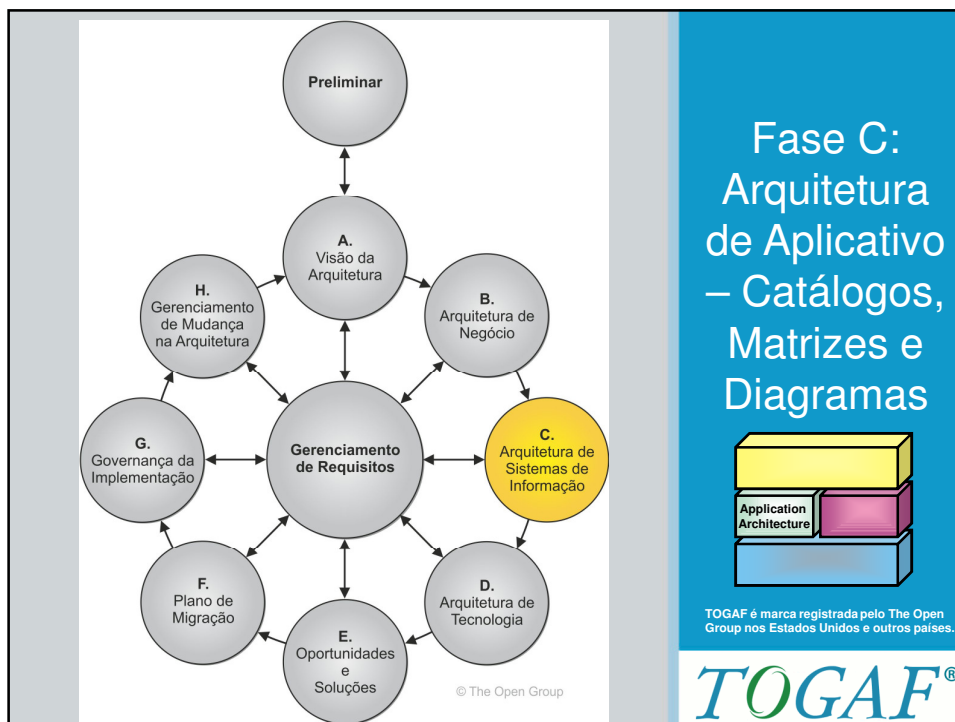 Preliminar
A.
Visão da
Arquitetura
B.
Arquitetura de
Negócio
C.
Arquitetura de
Sistemas de
Informação
D.
Arquitetura de
Tecnologia
E.
Oportunidades
e
Soluções
F.
Plano de
Migração
G.
Governança da
Implementação
H.
Gerenciamento
de Mudança
na Arquitetura
Gerenciamento
de Requisitos
© The Open Group
Fase C:
Arquitetura
de Aplicativo
– Catálogos,
Matrizes e
Diagramas
Application
Architecture
TOGAF é marca registrada pelo The Open
Group nos Estados Unidos e outros países.
TOGAF®